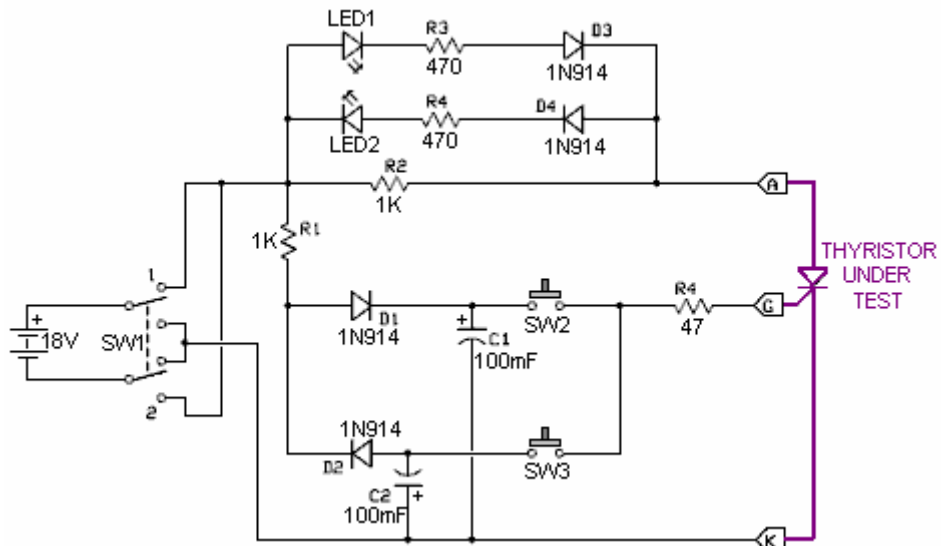 LED1
R3
470
D3
1N914
LED2
R4
470
D4
1N914
R2
1K
A
1K
R1
THYRISTOR
UNDER
TEST
1
+
18V
SW1
2
D1
1N914
+
C1
100mF
SW2
R4
47
G
1N914
D2
C2
+
100mF
SW3
K